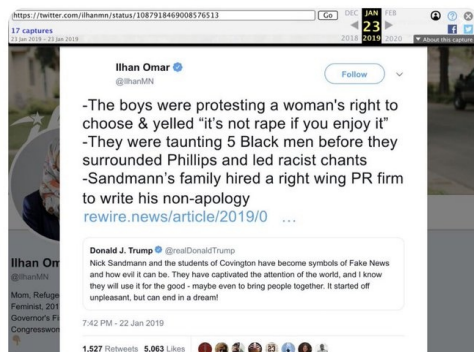 https://twitter.com/ilhanmn/status/1087918469008576513 Go DEC JAN FEB
17 captures 23
23 Jan 2019 - 23 Jan 2019 2018 2019 2020 About this capture
Ilhan Omar
@IlhanMN
Follow
-The boys were protesting a woman's right to
choose & yelled “it's not rape if you enjoy it”
-They were taunting 5 Black men before they
surrounded Phillips and led racist chants
-Sandmann's family hired a right wing PR firm
to write his non-apology
rewire.news/article/2019/0 …
Donald J. Trump @realDonaldTrump
Nick Sandmann and the students of Covington have become symbols of Fake News
and how evil it can be. They have captivated the attention of the world, and I know
they will use it for the good - maybe even to bring people together. It started off
unpleasant, but can end in a dream!
7:42 PM - 22 Jan 2019
1,527 Retweets 5,063 Likes
Ilhan Om
@IlhanMN
Mom, Refuge
Feminist, 201
Governor's Fi
Congresswon